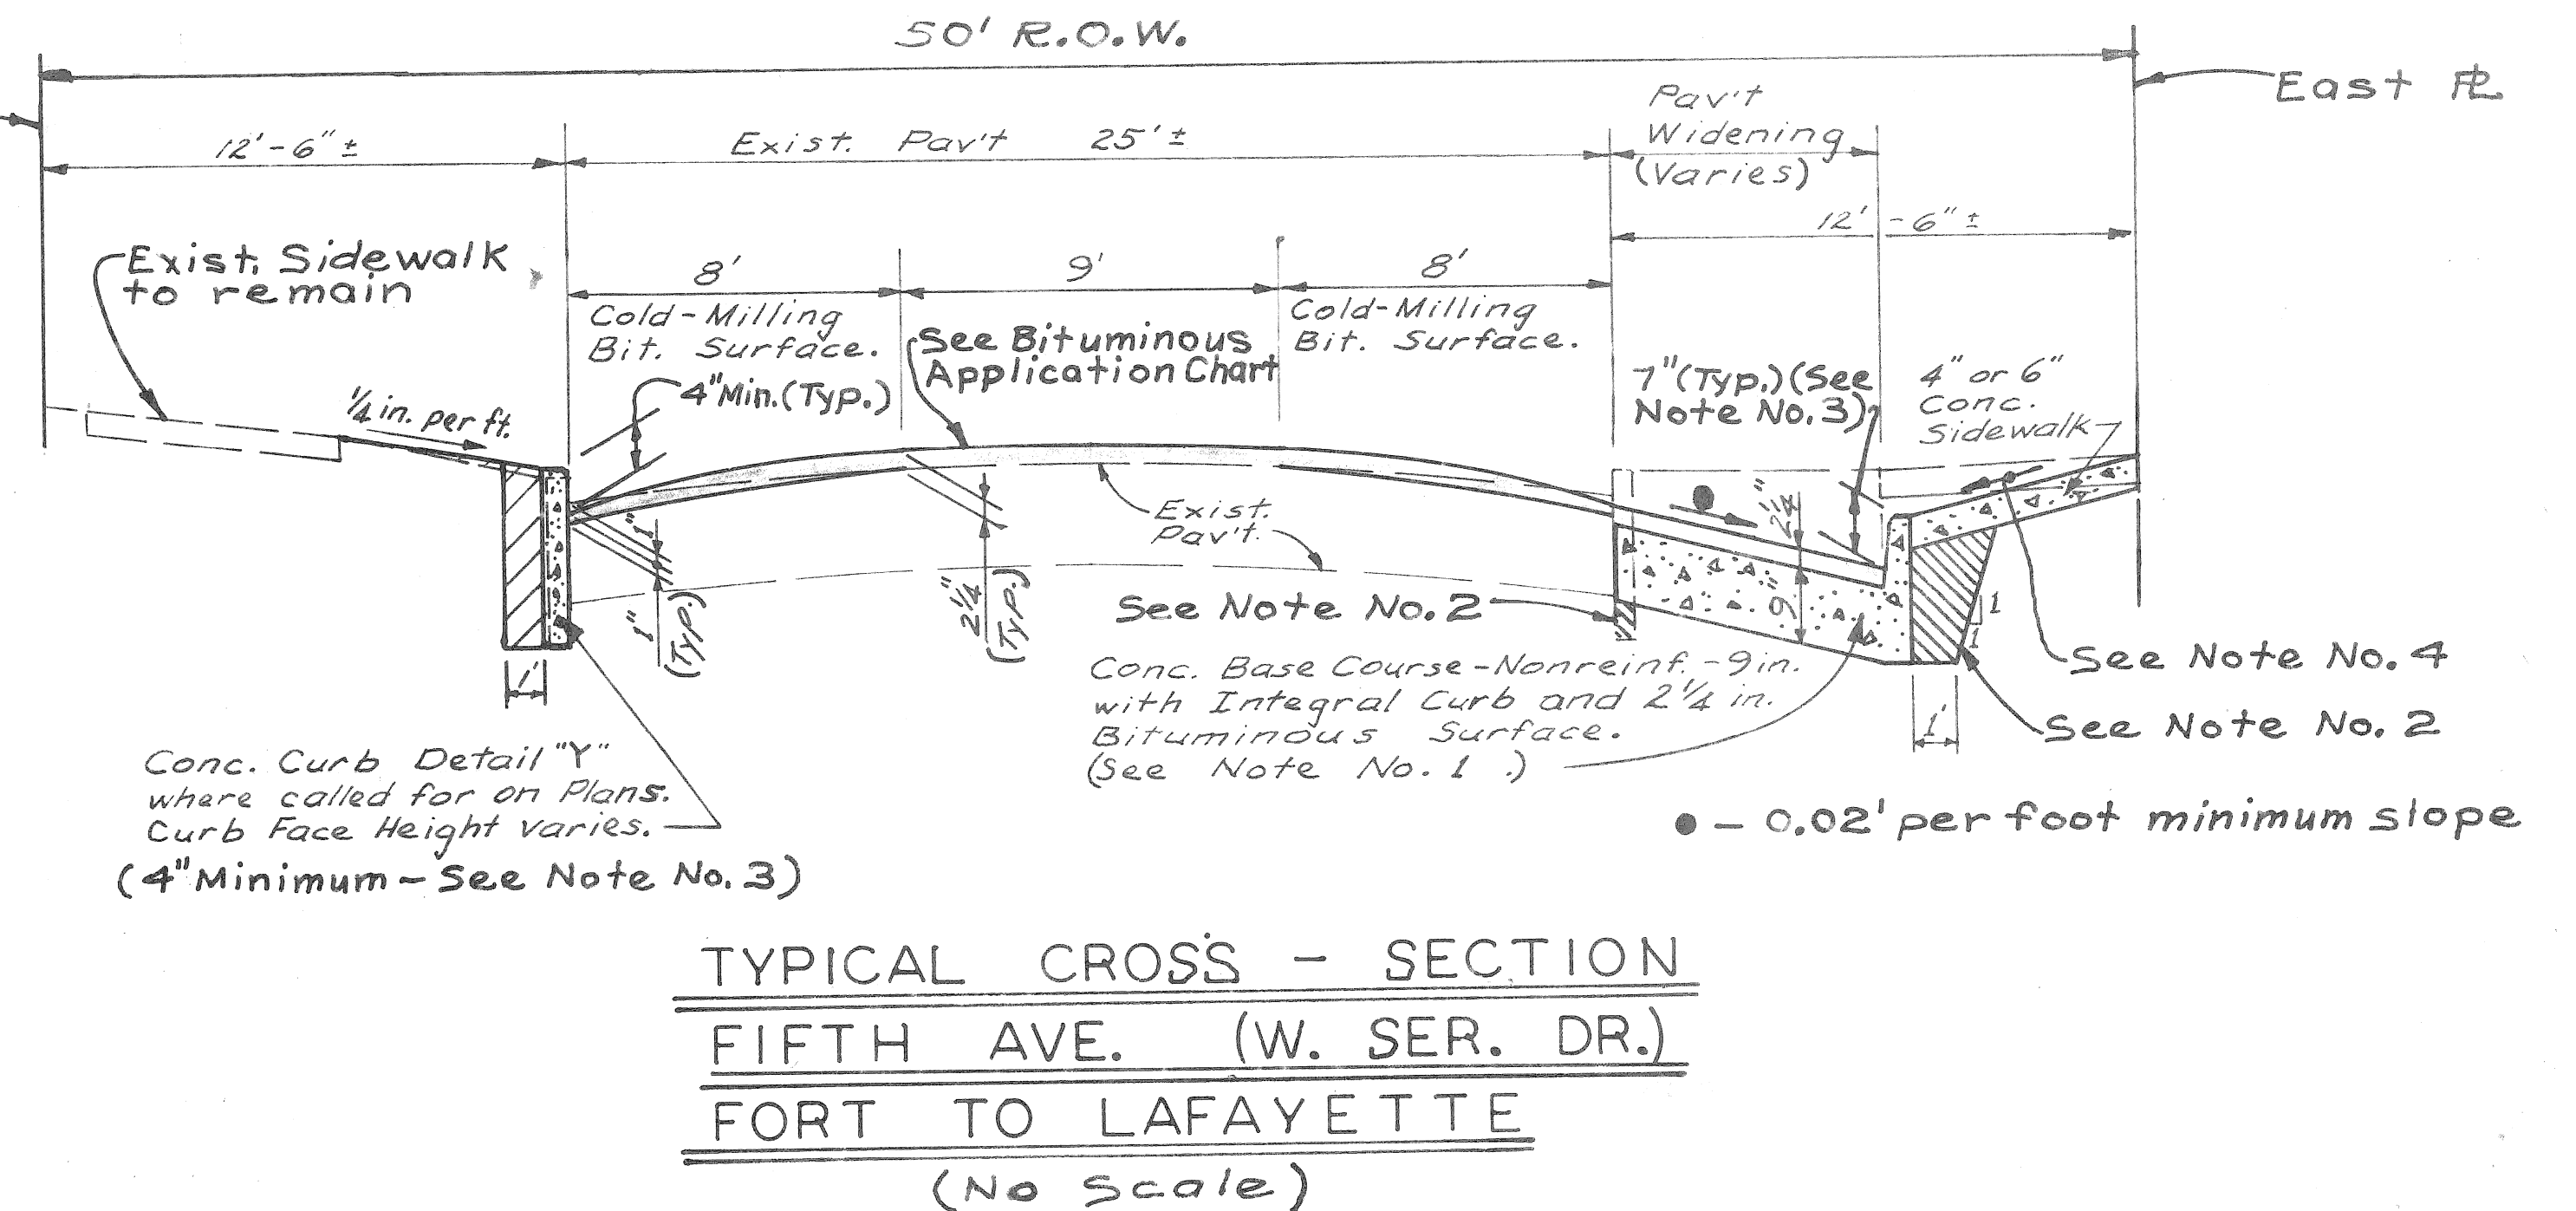 50' R.O.W.
East PL
12'-6" ±
Exist. Pav't 25' ±
Pav't
Widening
(Varies)
12'-6" ±
Exist. Sidewalk
to remain
8'
9'
8'
Cold-Milling
Bit. Surface.
See Bituminous
Application Chart
Cold-Milling
Bit. Surface.
4" Min. (Typ.)
7" (Typ.) (See
Note No. 3)
4" or 6"
Conc.
Sidewalk
1/4 in. per ft.
Exist.
Pav't.
1"
1"
(Typ.)
2 1/4"
(Typ.)
2 1/4"
9"
1
1
See Note No. 2
Conc. Base Course-Nonreinf.-9 in.
with Integral Curb and 2 1/4 in.
Bituminous Surface.
(See Note No. 1 .)
See Note No. 4
See Note No. 2
1'
1'
Conc. Curb Detail "Y"
where called for on Plans.
Curb Face Height varies.
(4" Minimum - See Note No. 3)
● - 0.02' per foot minimum slope
TYPICAL CROSS - SECTION
FIFTH AVE. (W. SER. DR.)
FORT TO LAFAYETTE
(No Scale)